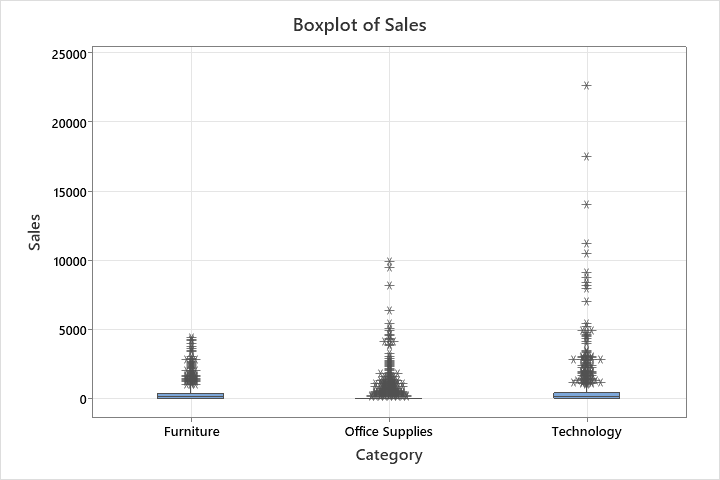 Boxplot of Sales
25000
20000
15000
10000
5000
0
Sales
Furniture
Office Supplies
Technology
Category